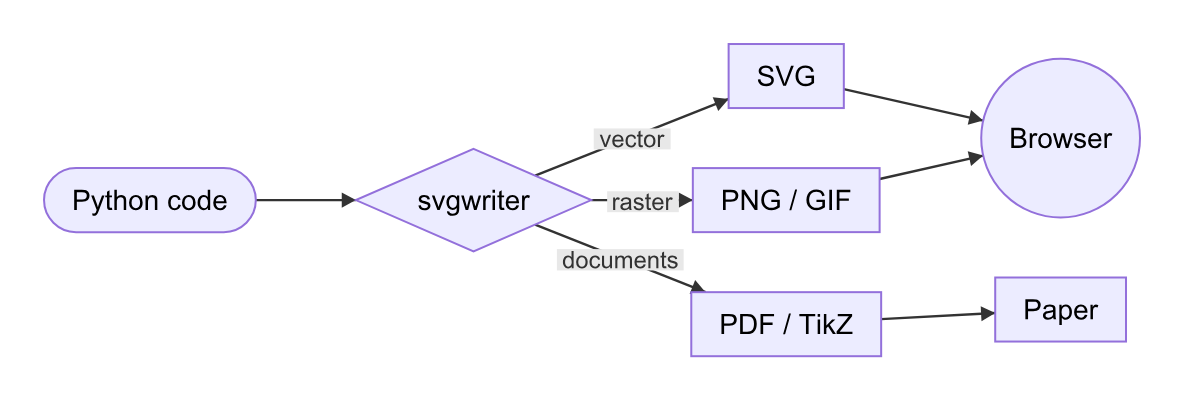 Python code
svgwriter
vector
raster
documents
SVG
PNG / GIF
PDF / TikZ
Browser
Paper